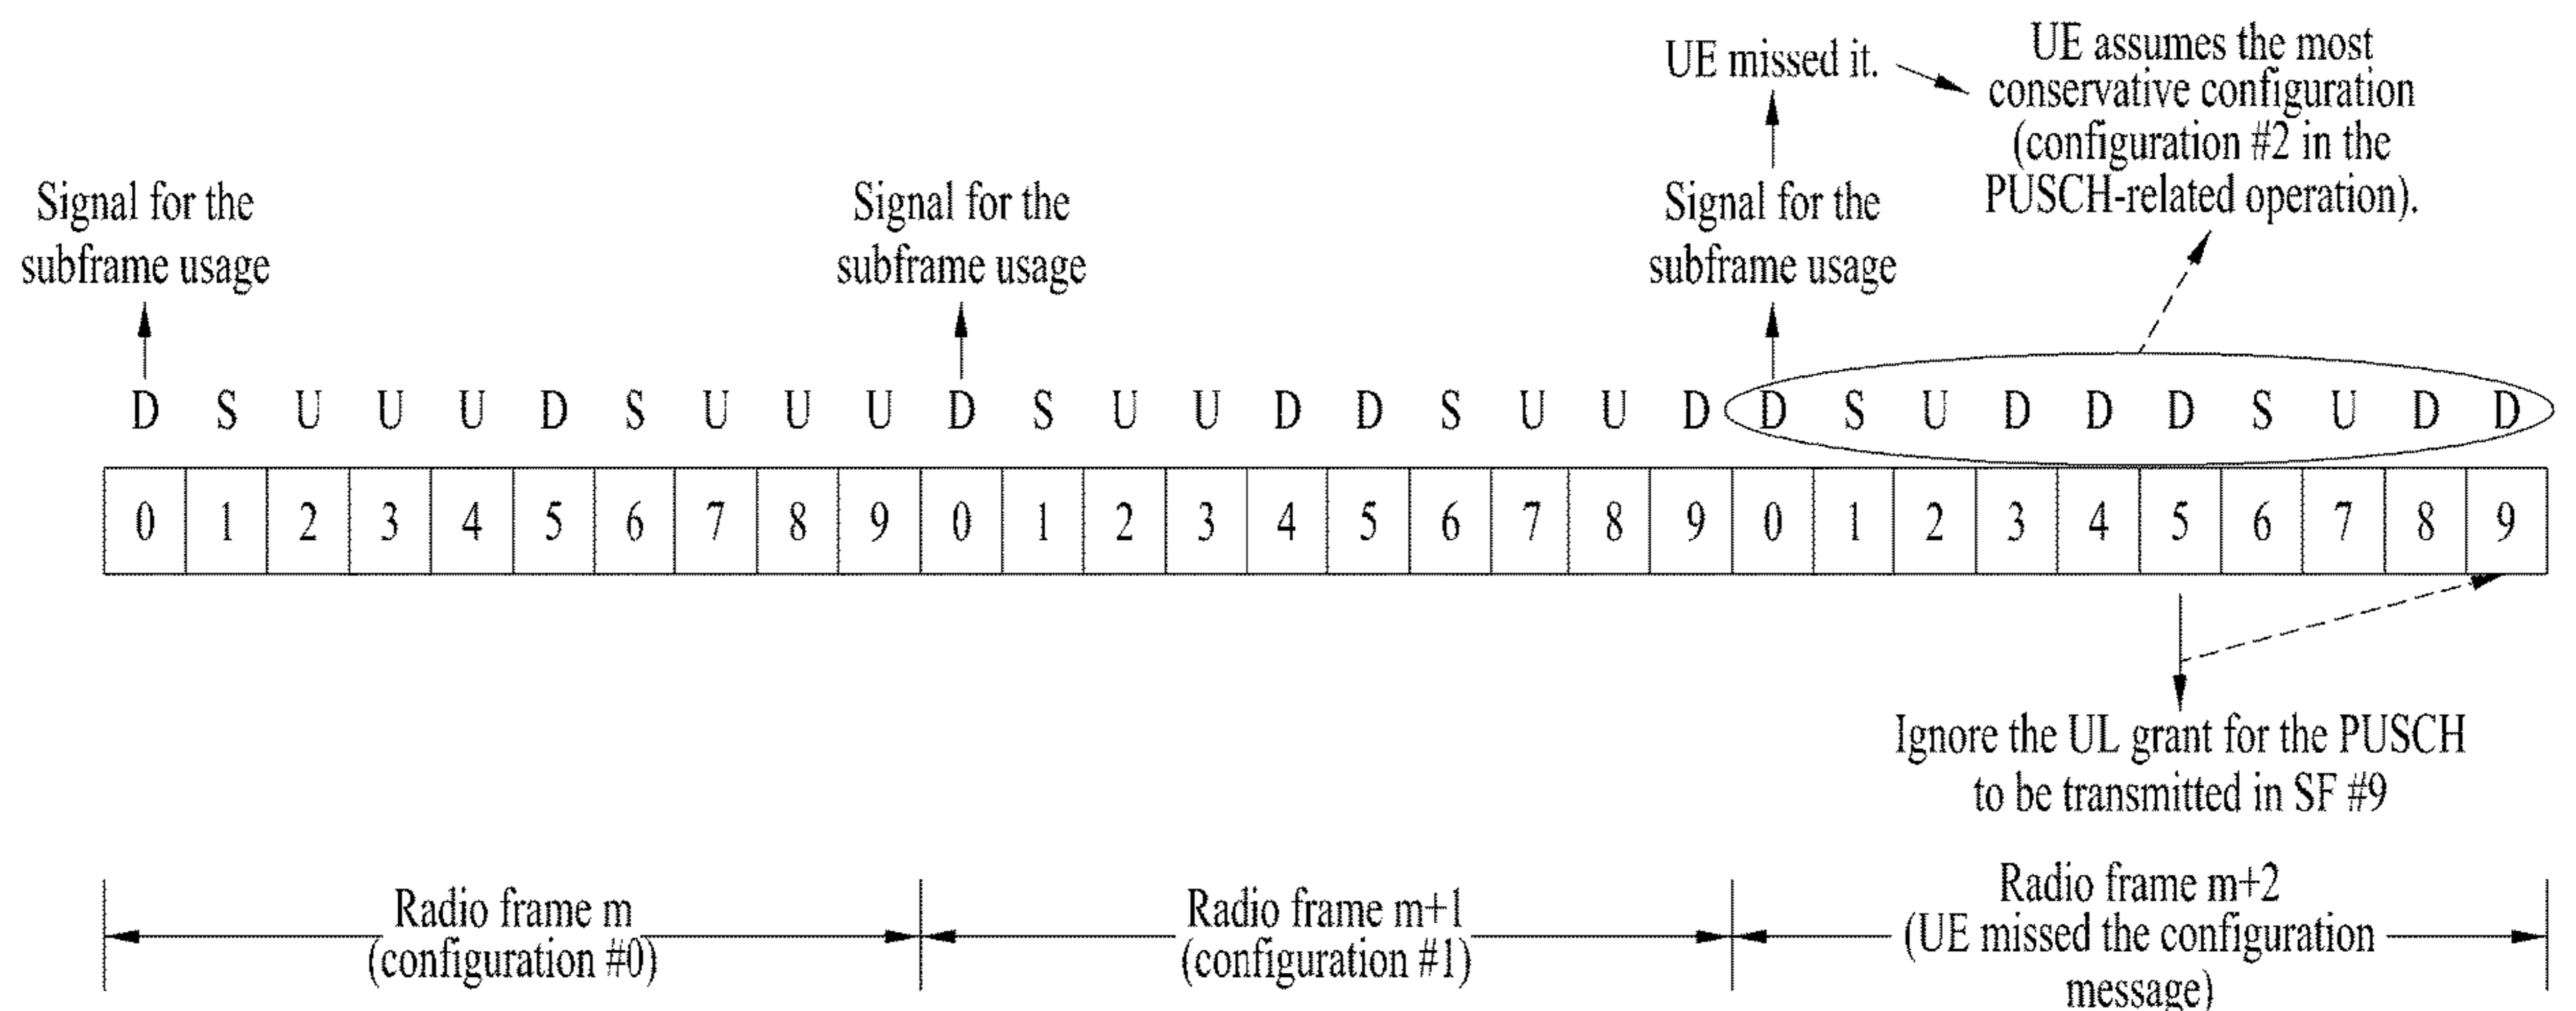 UE missed it.
UE assumes the most
conservative configuration
(configuration #2 in the
PUSCH-related operation).
Signal for the
subframe usage
Signal for the
subframe usage
Signal for the
subframe usage
D S U U U D S U U U D S U U D D S U U D D S U D D D S U D D
0 1 2 3 4 5 6 7 8 9 0 1 2 3 4 5 6 7 8 9 0 1 2 3 4 5 6 7 8 9
Ignore the UL grant for the PUSCH
to be transmitted in SF #9
Radio frame m
(configuration #0)
Radio frame m+1
(configuration #1)
Radio frame m+2
(UE missed the configuration
message)